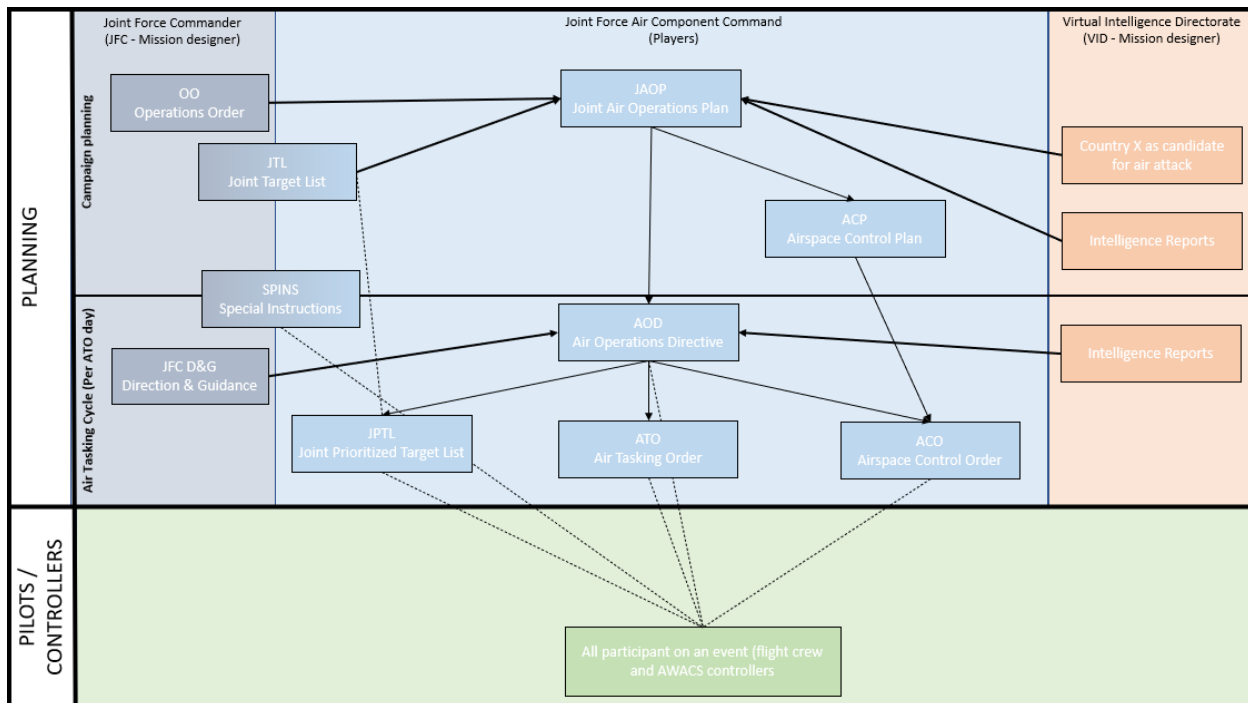 Joint Force Commander
(JFC - Mission designer)
Joint Force Air Component Command
(Players)
Virtual Intelligence Directorate
(VID - Mission designer)
PLANNING
Campaign planning
OO
Operations Order
JAOP
Joint Air Operations Plan
Country X as candidate
for air attack
JTL
Joint Target List
ACP
Airspace Control Plan
Intelligence Reports
SPINS
Special Instructions
Air Tasking Cycle (Per ATO day)
AOD
Air Operations Directive
Intelligence Reports
JFC D&G
Direction & Guidance
JPTL
Joint Prioritized Target List
ATO
Air Tasking Order
ACO
Airspace Control Order
PILOTS /
CONTROLLERS
All participant on an event (flight crew
and AWACS controllers